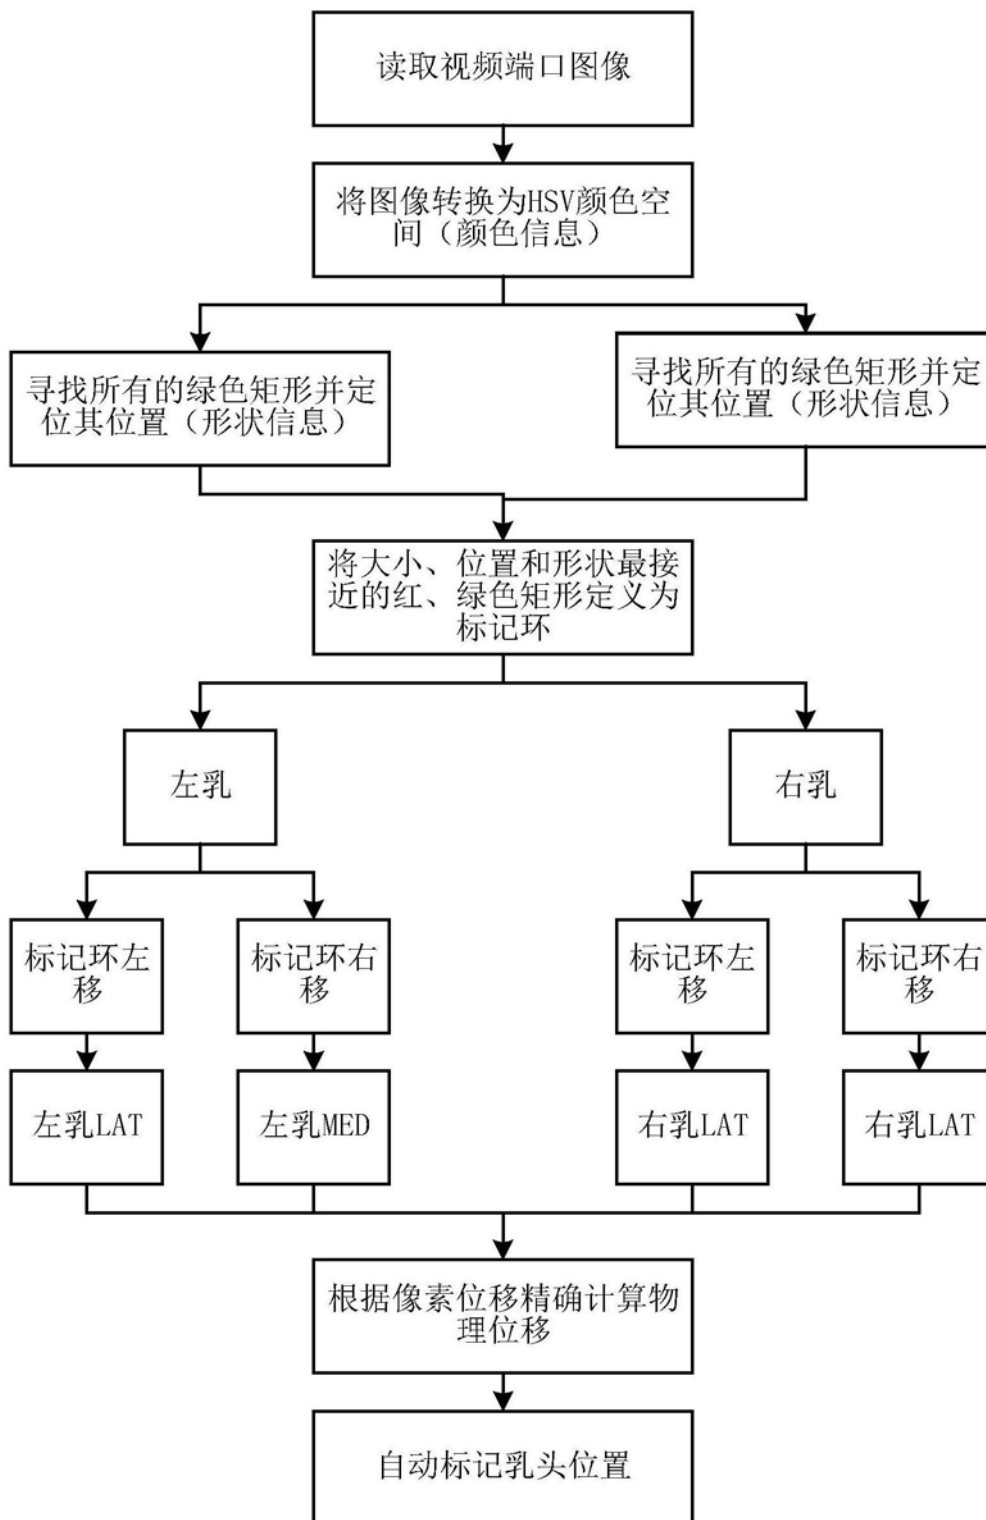 读取视频端口图像
将图像转换为HSV颜色空
间（颜色信息）
寻找所有的绿色矩形并定
位其位置（形状信息）
寻找所有的绿色矩形并定
位其位置（形状信息）
将大小、位置和形状最接
近的红、绿色矩形定义为
标记环
左乳
右乳
标记环左
移
标记环右
移
标记环左
移
标记环右
移
左乳LAT
左乳MED
右乳LAT
右乳LAT
根据像素位移精确计算物
理位移
自动标记乳头位置